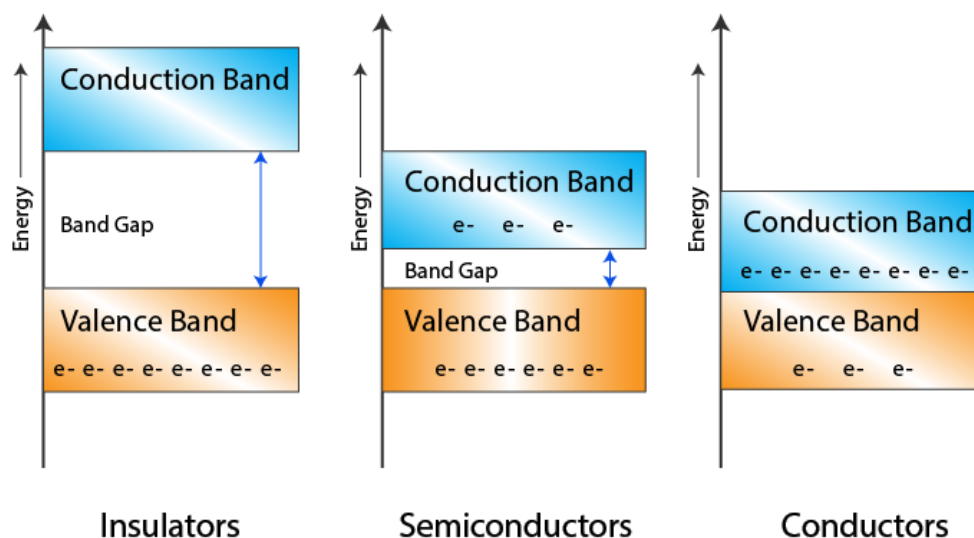 Energy
Conduction Band
Band Gap
Valence Band
e- e- e- e- e- e- e- e-
Insulators
Energy
Conduction Band
e- e- e-
Band Gap
Valence Band
e- e- e- e- e- e-
Semiconductors
Energy
Conduction Band
e- e- e- e- e- e- e- e-
Valence Band
e- e- e-
Conductors